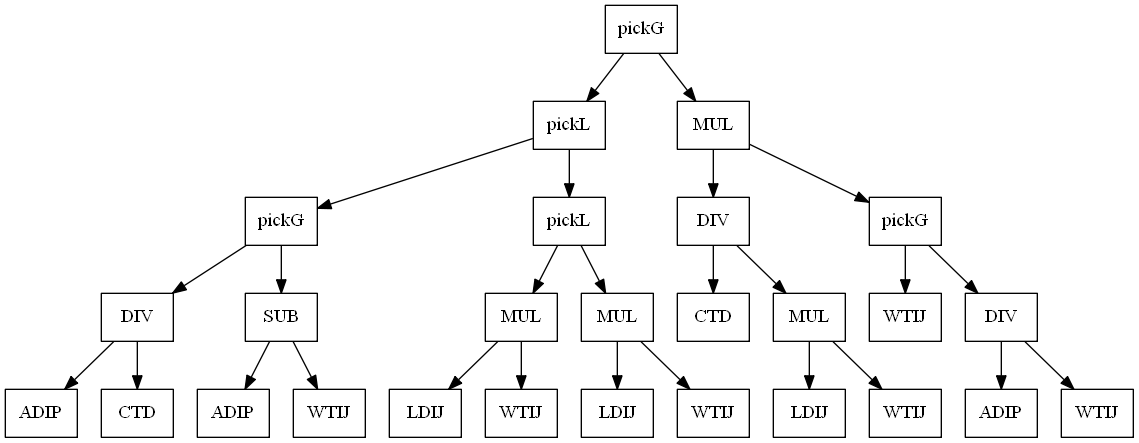 pickG
pickL MUL
pickG pickL DIV pickG
DIV SUB MUL MUL CTD MUL WTIJ DIV
ADIP CTD ADIP WTIJ LDIJ WTIJ LDIJ WTIJ LDIJ WTIJ ADIP WTIJ